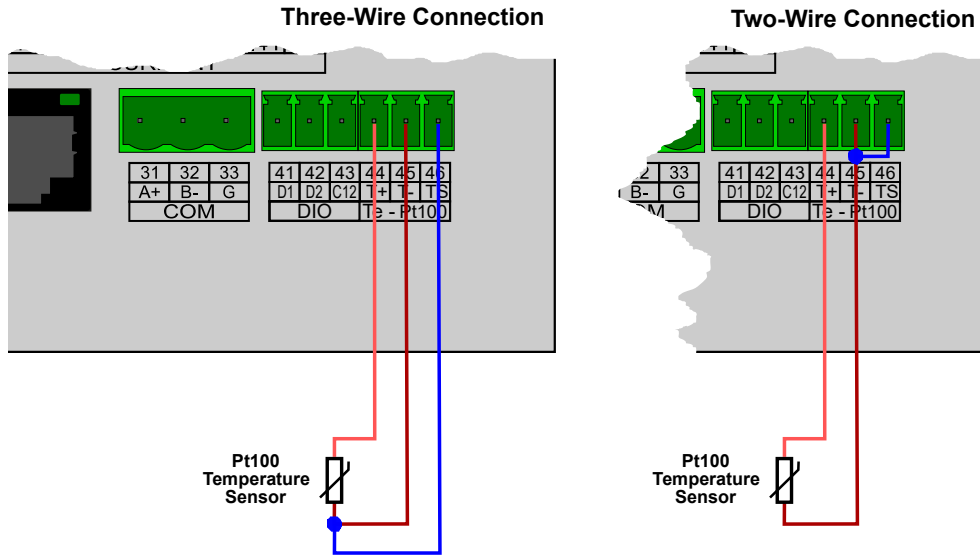 Three-Wire Connection
Two-Wire Connection
31 32 33 41 42 43 44 45 46
A+ B- G D1 D2 C12 T+ T- TS
COM DIO Te - Pt100
33 41 42 43 44 45 46
B- G D1 D2 C12 T+ T- TS
DIO Te - Pt100
Pt100
Temperature
Sensor
Pt100
Temperature
Sensor